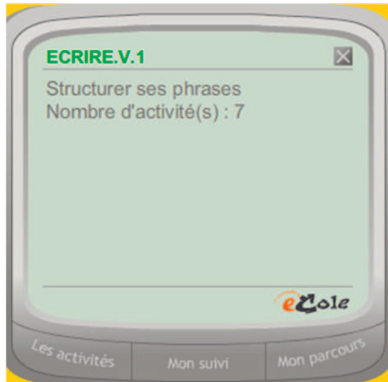 ECRIRE.V.1
Structurer ses phrases
Nombre d'activité(s) : 7
eCole
Les activités
Mon suivi
Mon parcours